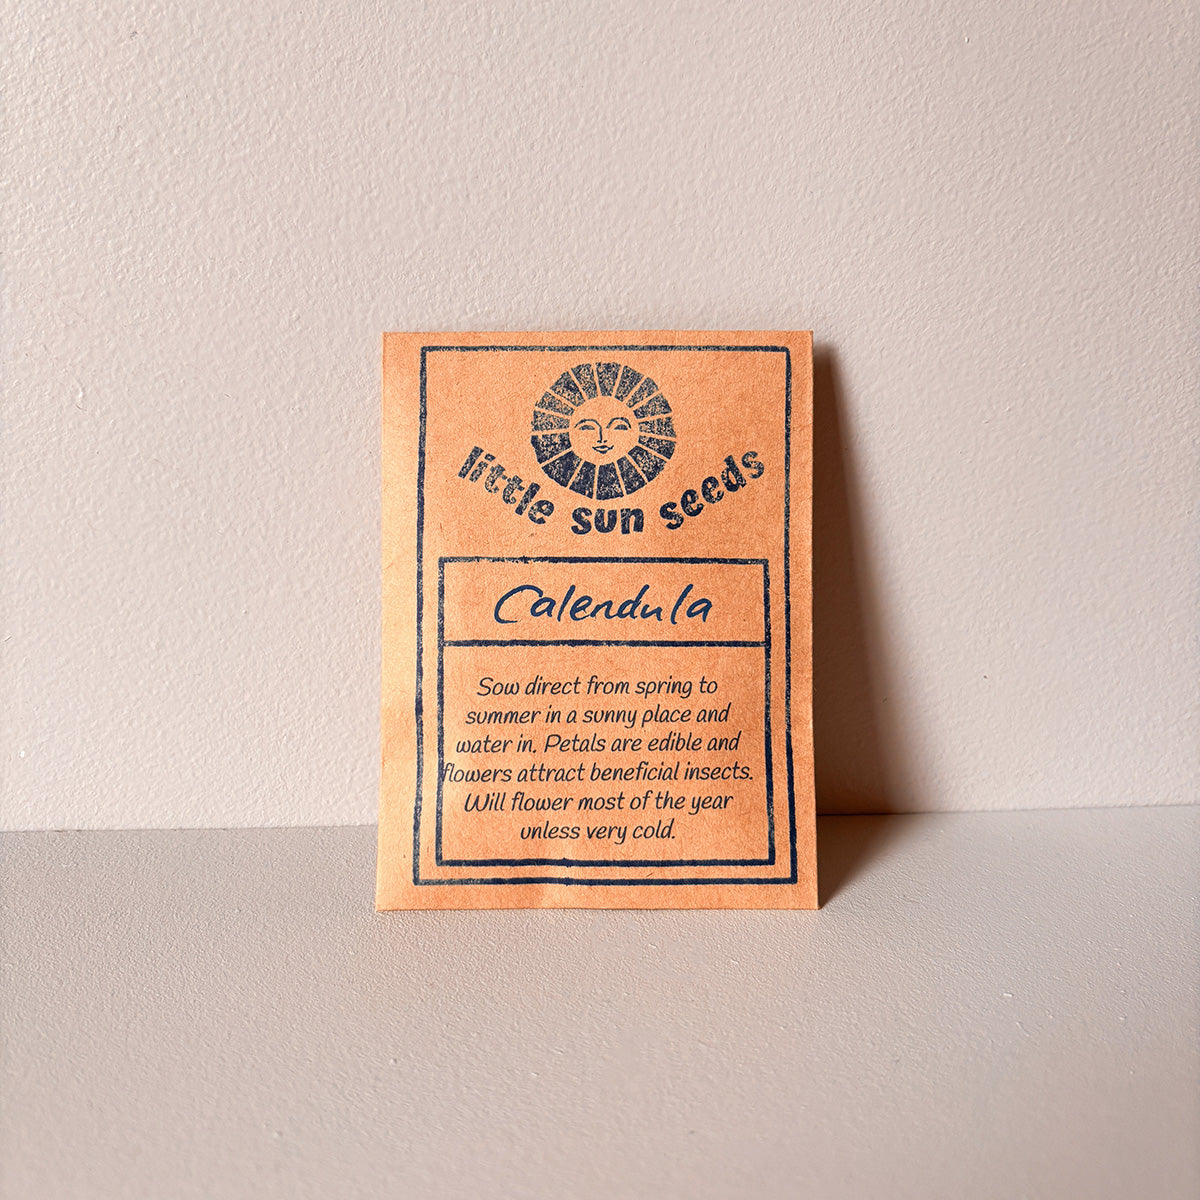 little sun seeds
Calendula
Sow direct from spring to
summer in a sunny place and
water in. Petals are edible and
flowers attract beneficial insects.
Will flower most of the year
unless very cold.